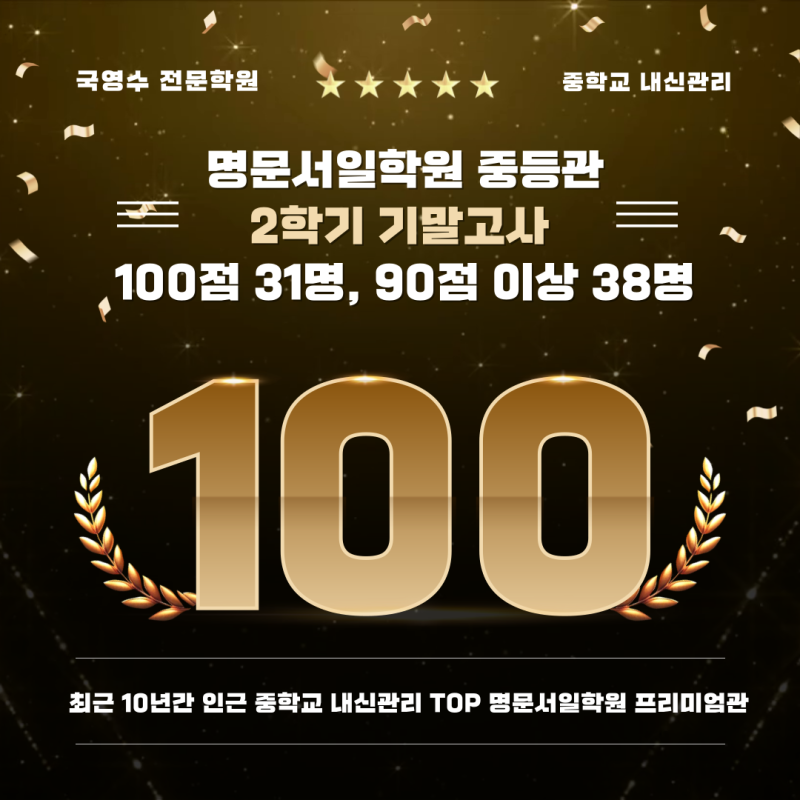 국영수 전문학원
중학교 내신관리
명문서일학원 중등관
2학기 기말고사
100점 31명, 90점 이상 38명
100
최근 10년간 인근 중학교 내신관리 TOP 명문서일학원 프리미엄관